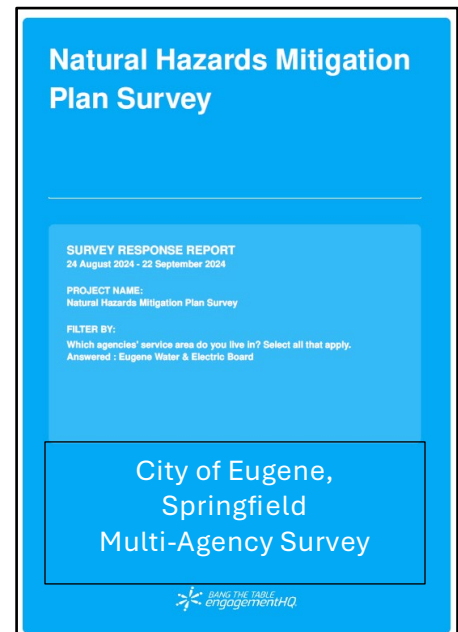 Natural Hazards Mitigation
Plan Survey
SURVEY RESPONSE REPORT
24 August 2024 - 22 September 2024
PROJECT NAME:
Natural Hazards Mitigation Plan Survey
FILTER BY:
Which agencies' service area do you live in? Select all that apply.
Answered : Eugene Water & Electric Board
City of Eugene,
Springfield
Multi-Agency Survey
BANG THE TABLE
engagementHQ.